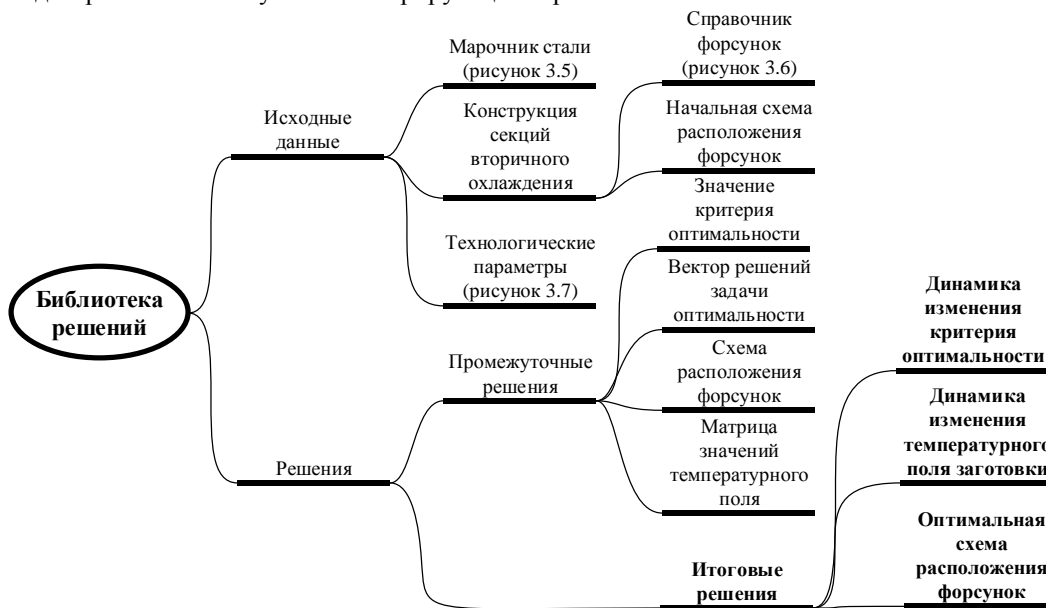 Марочник стали
(рисунок 3.5)
Справочник
форсунок
(рисунок 3.6)
Исходные
данные
Конструкция
секций
вторичного
охлаждения
Начальная схема
расположения
форсунок
Значение
критерия
оптимальности
Технологические
параметры
(рисунок 3.7)
Вектор решений
задачи
оптимальности
Библиотека
решений
Динамика
изменения
критерия
оптимальности
Промежуточные
решения
Схема
расположения
форсунок
Динамика
изменения
температурного
поля заготовки
Матрица
значений
температурного
поля
Решения
Оптимальная
схема
расположения
форсунок
Итоговые
решения